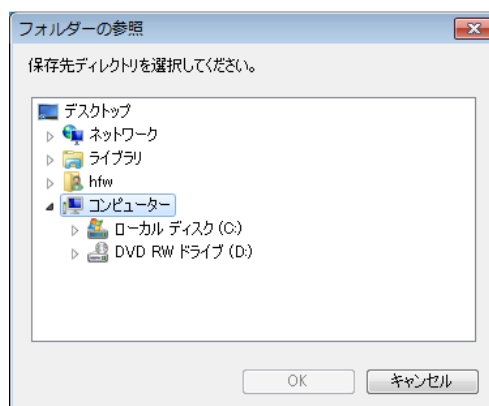 フォルダーの参照
保存先ディレクトリを選択してください。
デスクトップ
ネットワーク
ライブラリ
hfw
コンピューター
ローカル ディスク (C:)
DVD RW ドライブ (D:)
OK キャンセル